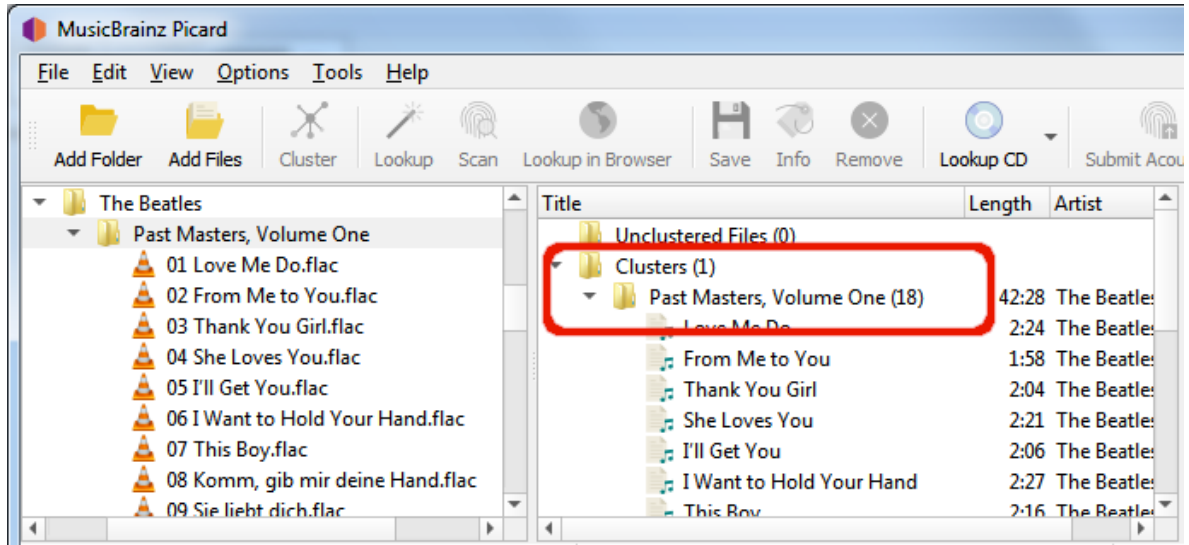 MusicBrainz Picard
File Edit View Options Tools Help
Add Folder Add Files Cluster Lookup Scan Lookup in Browser Save Info Remove Lookup CD Submit Acou
The Beatles
Past Masters, Volume One
01 Love Me Do.flac
02 From Me to You.flac
03 Thank You Girl.flac
04 She Loves You.flac
05 I'll Get You.flac
06 I Want to Hold Your Hand.flac
07 This Boy.flac
08 Komm, gib mir deine Hand.flac
09 Sie liebt dich.flac
Title Length Artist
Unclustered Files (0)
Clusters (1)
Past Masters, Volume One (18) 42:28 The Beatles
Love Me Do 2:24 The Beatles
From Me to You 1:58 The Beatles
Thank You Girl 2:04 The Beatles
She Loves You 2:21 The Beatles
I'll Get You 2:06 The Beatles
I Want to Hold Your Hand 2:27 The Beatles
This Boy 2:16 The Beatles